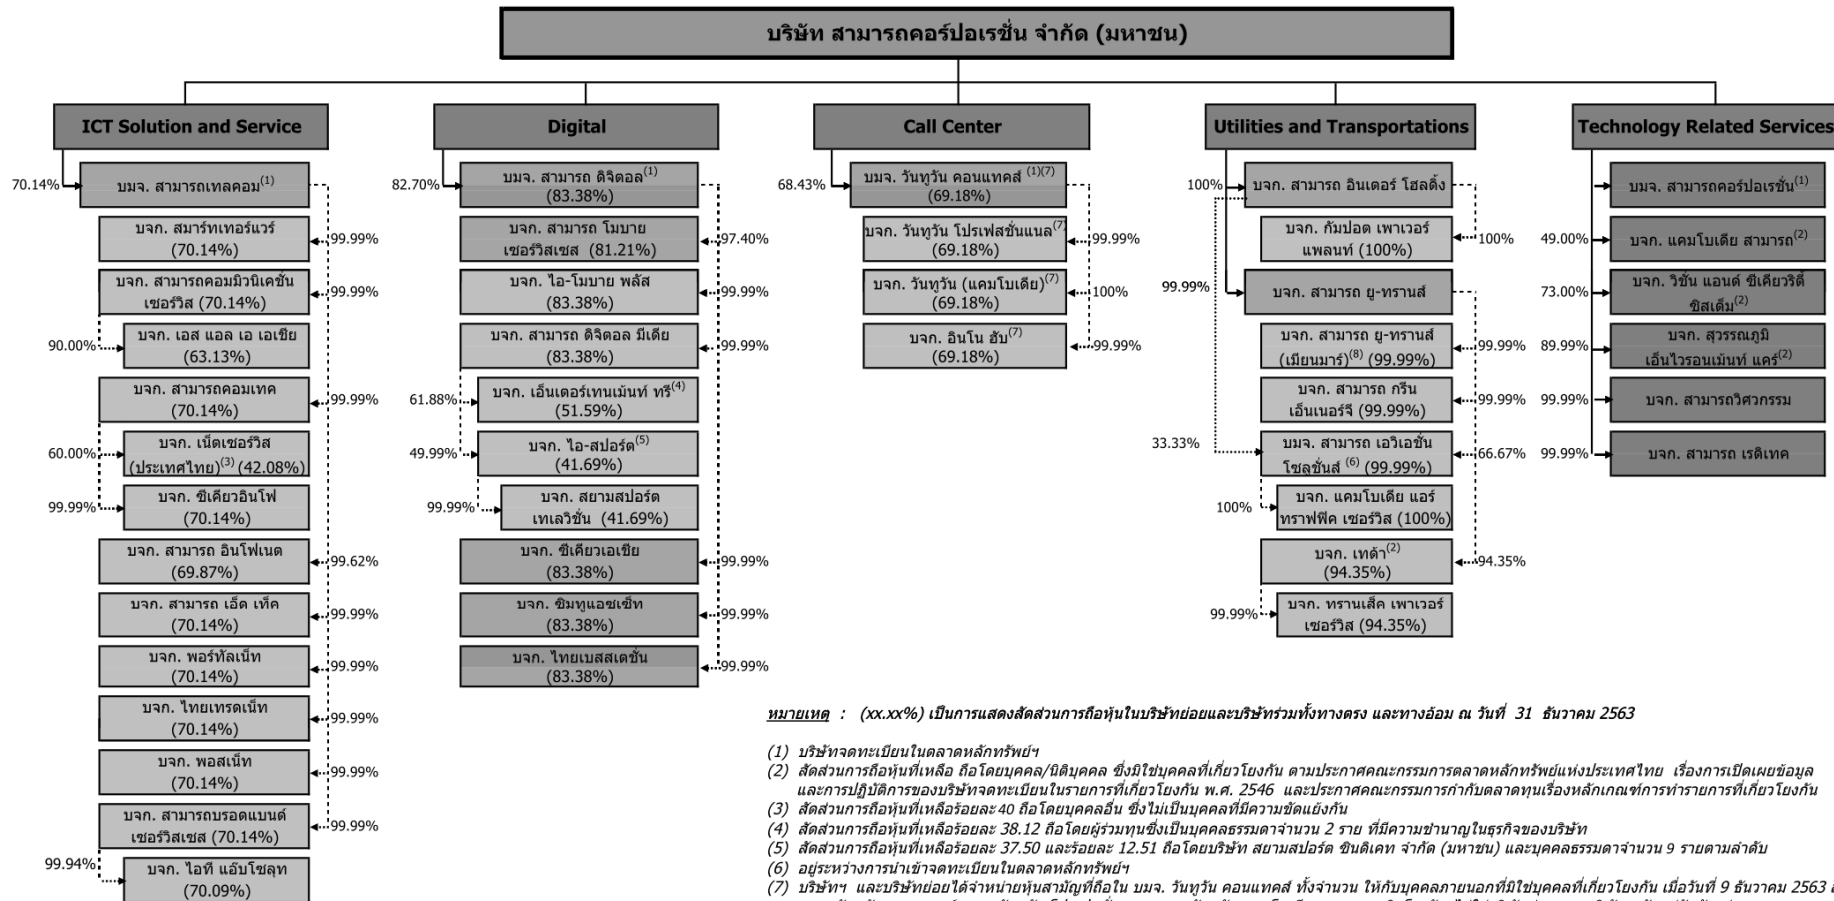 บริษัท สามารถคอร์ปอเรชั่น จำกัด (มหาชน)
ICT Solution and Service
70.14%
บมจ. สามารถเทลคอม(1)
บจก. สมาร์ทเทอร์แวร์
(70.14%)
99.99%
บจก. สามารถคอมมิวนิเคชั่น
เซอร์วิส (70.14%)
99.99%
90.00%
บจก. เอส แอล เอ เอเชีย
(63.13%)
บจก. สามารถคอมเทค
(70.14%)
99.99%
60.00%
บจก. เน็ตเซอร์วิส
(ประเทศไทย)(3) (42.08%)
99.99%
บจก. ซีเคียวอินโฟ
(70.14%)
บจก. สามารถ อินโฟเนต
(69.87%)
99.62%
บจก. สามารถ เอ็ด เท็ค
(70.14%)
99.99%
บจก. พอร์ทัลเน็ท
(70.14%)
99.99%
บจก. ไทยเทรดเน็ท
(70.14%)
99.99%
บจก. พอสเน็ท
(70.14%)
99.99%
บจก. สามารถบรอดแบนด์
เซอร์วิสเซส (70.14%)
99.99%
99.94%
บจก. ไอที แอ๊บโซลุท
(70.09%)
Digital
82.70%
บมจ. สามารถ ดิจิตอล(1)
(83.38%)
บจก. สามารถ โมบาย
เซอร์วิสเซส (81.21%)
97.40%
บจก. ไอ-โมบาย พลัส
(83.38%)
99.99%
บจก. สามารถ ดิจิตอล มีเดีย
(83.38%)
99.99%
61.88%
บจก. เอ็นเตอร์เทนเม้นท์ ทรี(4)
(51.59%)
49.99%
บจก. ไอ-สปอร์ต(5)
(41.69%)
99.99%
บจก. สยามสปอร์ต
เทเลวิชั่น (41.69%)
บจก. ซีเคียวเอเชีย
(83.38%)
99.99%
บจก. ซิมทูแอซเซ็ท
(83.38%)
99.99%
บจก. ไทยเบสสเตชั่น
(83.38%)
99.99%
Call Center
68.43%
บมจ. วันทูวัน คอนแทคส์ (1)(7)
(69.18%)
บจก. วันทูวัน โปรเฟสชั่นแนล(7)
(69.18%)
99.99%
บจก. วันทูวัน (แคมโบเดีย)(7)
(69.18%)
100%
บจก. อินโน ฮับ(7)
(69.18%)
99.99%
Utilities and Transportations
100%
บจก. สามารถ อินเตอร์ โฮลดิ้ง
บจก. กัมปอต เพาเวอร์
แพลนท์ (100%)
100%
99.99%
บจก. สามารถ ยู-ทรานส์
บจก. สามารถ ยู-ทรานส์
(เมียนมาร์)(8) (99.99%)
99.99%
บจก. สามารถ กรีน
เอ็นเนอร์จี (99.99%)
99.99%
33.33%
บมจ. สามารถ เอวิเอชั่น
โซลูชั่นส์ (6) (99.99%)
66.67%
100%
บจก. แคมโบเดีย แอร์
ทราฟฟิค เซอร์วิส (100%)
บจก. เทด้า(2)
(94.35%)
94.35%
99.99%
บจก. ทรานเส็ค เพาเวอร์
เซอร์วิส (94.35%)
Technology Related Services
บมจ. สามารถคอร์ปอเรชั่น(1)
49.00%
บจก. แคมโบเดีย สามารถ(2)
73.00%
บจก. วิชั่น แอนด์ ซีเคียวริตี้
ซิสเต็ม(2)
89.99%
บจก. สุวรรณภูมิ
เอ็นไวรอนเม้นท์ แคร์(2)
99.99%
บจก. สามารถวิศวกรรม
99.99%
บจก. สามารถ เรดิเทค
หมายเหตุ : (xx.xx%) เป็นการแสดงสัดส่วนการถือหุ้นในบริษัทย่อยและบริษัทร่วมทั้งทางตรง และทางอ้อม ณ วันที่ 31 ธันวาคม 2563
(1) บริษัทจดทะเบียนในตลาดหลักทรัพย์ฯ
(2) สัดส่วนการถือหุ้นที่เหลือ ถือโดยบุคคล/นิติบุคคล ซึ่งมิใช่บุคคลที่เกี่ยวโยงกัน ตามประกาศคณะกรรมการตลาดหลักทรัพย์แห่งประเทศไทย เรื่องการเปิดเผยข้อมูล
และการปฏิบัติการของบริษัทจดทะเบียนในรายการที่เกี่ยวโยงกัน พ.ศ. 2546 และประกาศคณะกรรมการกำกับตลาดทุนเรื่องหลักเกณฑ์การทำรายการที่เกี่ยวโยงกัน
(3) สัดส่วนการถือหุ้นที่เหลือร้อยละ 40 ถือโดยบุคคลอื่น ซึ่งไม่เป็นบุคคลที่มีความขัดแย้งกัน
(4) สัดส่วนการถือหุ้นที่เหลือร้อยละ 38.12 ถือโดยผู้ร่วมทุนซึ่งเป็นบุคคลธรรมดาจำนวน 2 ราย ที่มีความชำนาญในธุรกิจของบริษัท
(5) สัดส่วนการถือหุ้นที่เหลือร้อยละ 37.50 และร้อยละ 12.51 ถือโดยบริษัท สยามสปอร์ต ซินดิเคท จำกัด (มหาชน) และบุคคลธรรมดาจำนวน 9 รายตามลำดับ
(6) อยู่ระหว่างการนำเข้าจดทะเบียนในตลาดหลักทรัพย์ฯ
(7) บริษัทฯ และบริษัทย่อยได้จำหน่ายหุ้นสามัญที่ถือใน บมจ. วันทูวัน คอนแทคส์ ทั้งจำนวน ให้กับบุคคลภายนอกที่มิใช่บุคคลที่เกี่ยวโยงกัน เมื่อวันที่ 9 ธันวาคม 2563